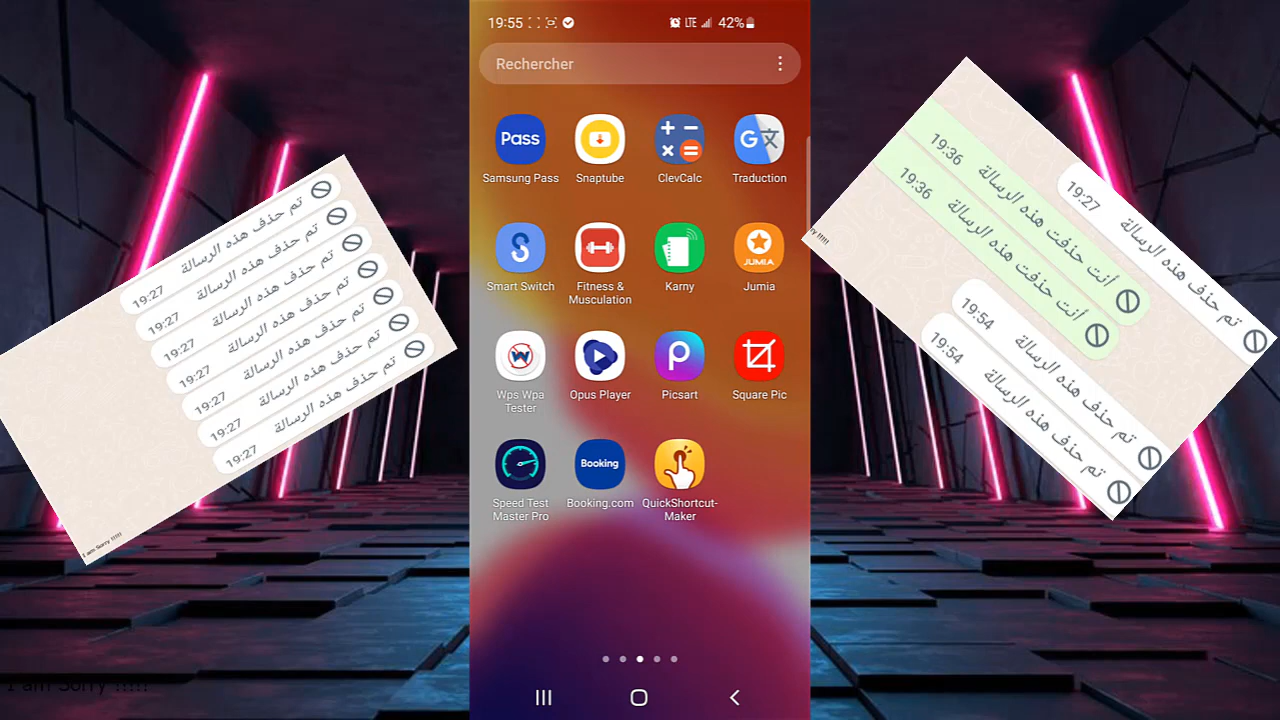 19:55 LTE 42%
Rechercher
Pass
Samsung Pass
Snaptube
ClevCalc
G
Traduction
Smart Switch
Fitness &
Musculation
Karny
JUMIA
Jumia
Wps Wpa
Tester
Opus Player
Picsart
Square Pic
Speed Test
Master Pro
Booking
Booking.com
QuickShortcut-
Maker
تم حذف هذه الرسالة 19:27
تم حذف هذه الرسالة 19:27
تم حذف هذه الرسالة 19:27
تم حذف هذه الرسالة 19:27
تم حذف هذه الرسالة 19:27
تم حذف هذه الرسالة 19:27
تم حذف هذه الرسالة 19:27
I am Sorry !!!!!
تم حذف هذه الرسالة 19:27
أنت حذفت هذه الرسالة 19:36
أنت حذفت هذه الرسالة 19:36
تم حذف هذه الرسالة 19:54
تم حذف هذه الرسالة 19:54
ry !!!!!
I am Sorry !!!!!